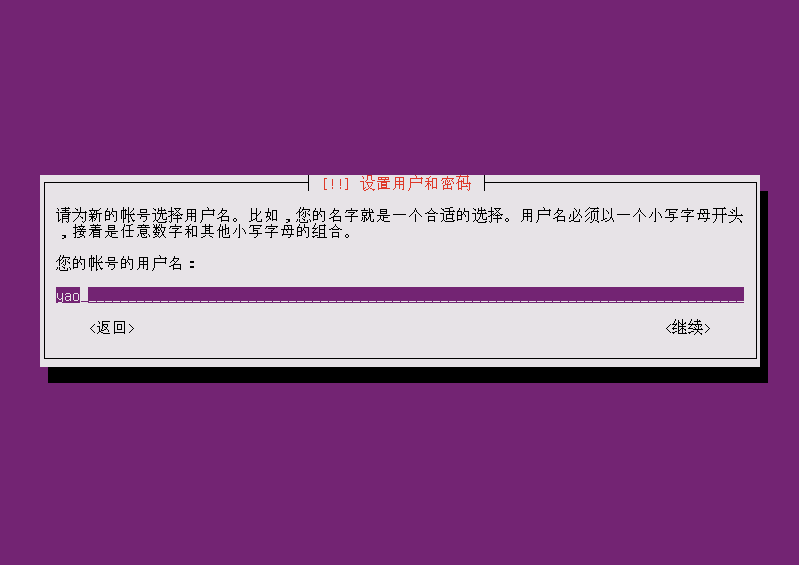 [!!] 设置用户和密码
请为新的帐号选择用户名。比如，您的名字就是一个合适的选择。用户名必须以一个小写字母开头
，接着是任意数字和其他小写字母的组合。
您的帐号的用户名：
yao
<返回> <继续>